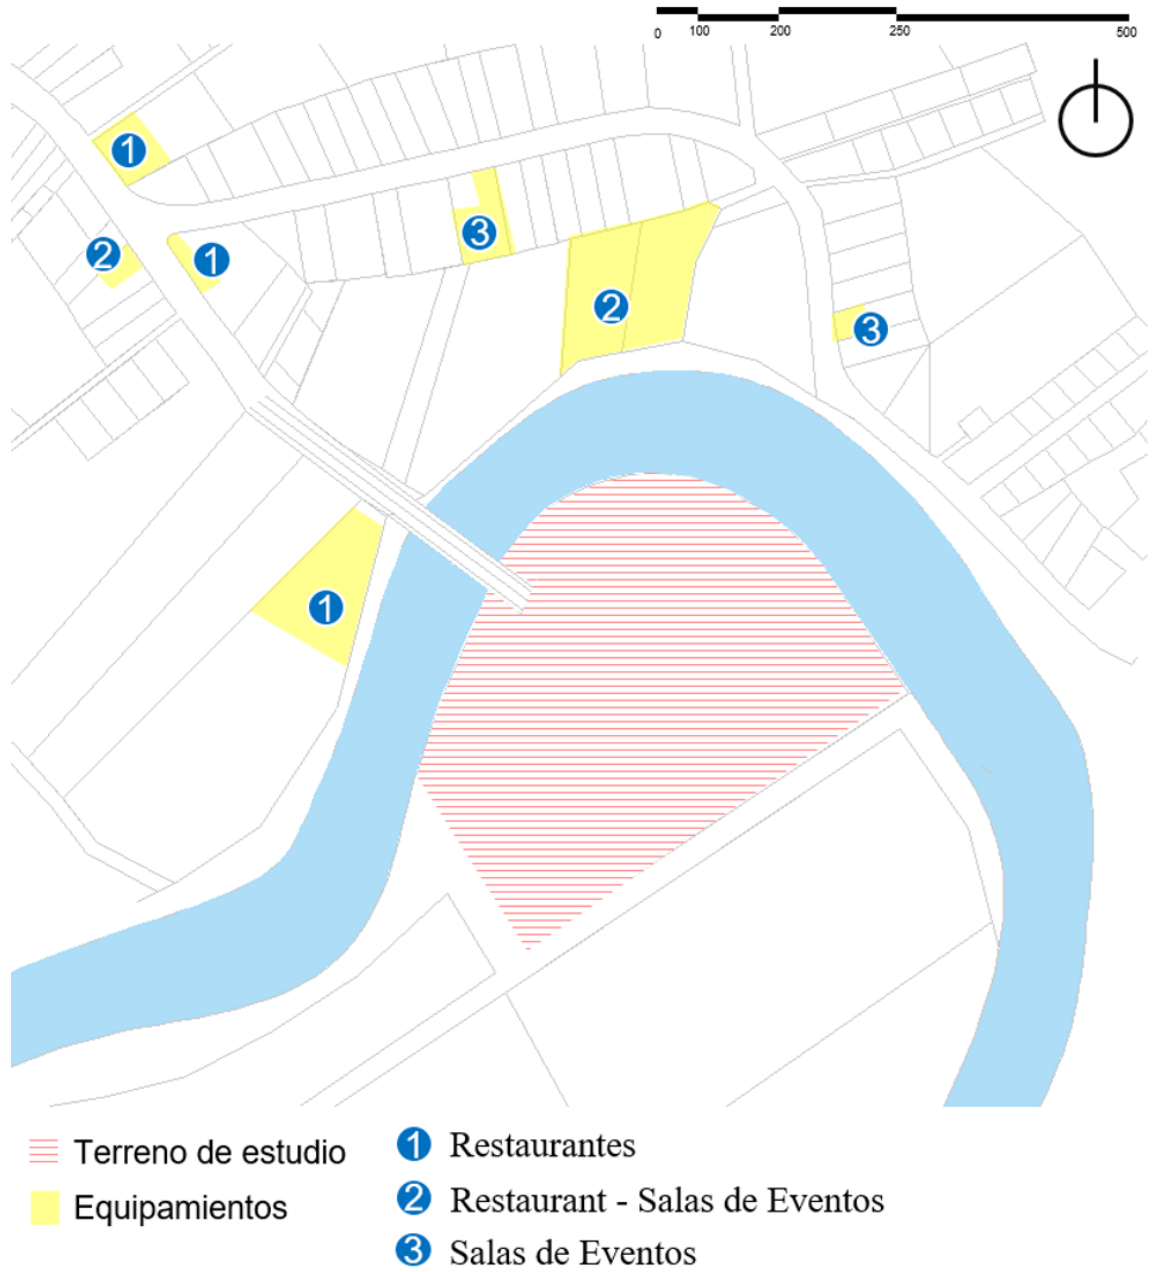 0 100 200 250 500
1
2
1
3
2
3
1
Terreno de estudio
Equipamientos
1 Restaurantes
2 Restaurant - Salas de Eventos
3 Salas de Eventos